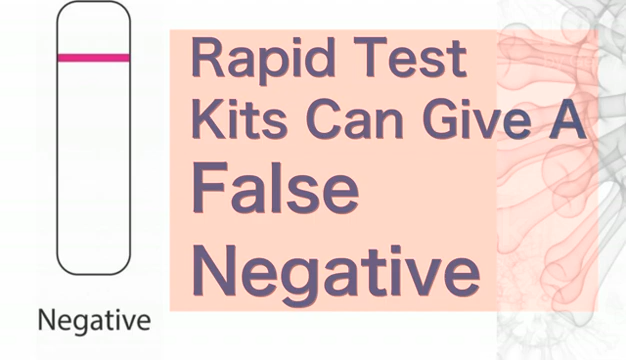 Rapid Test
Kits Can Give A
False
Negative
Negative